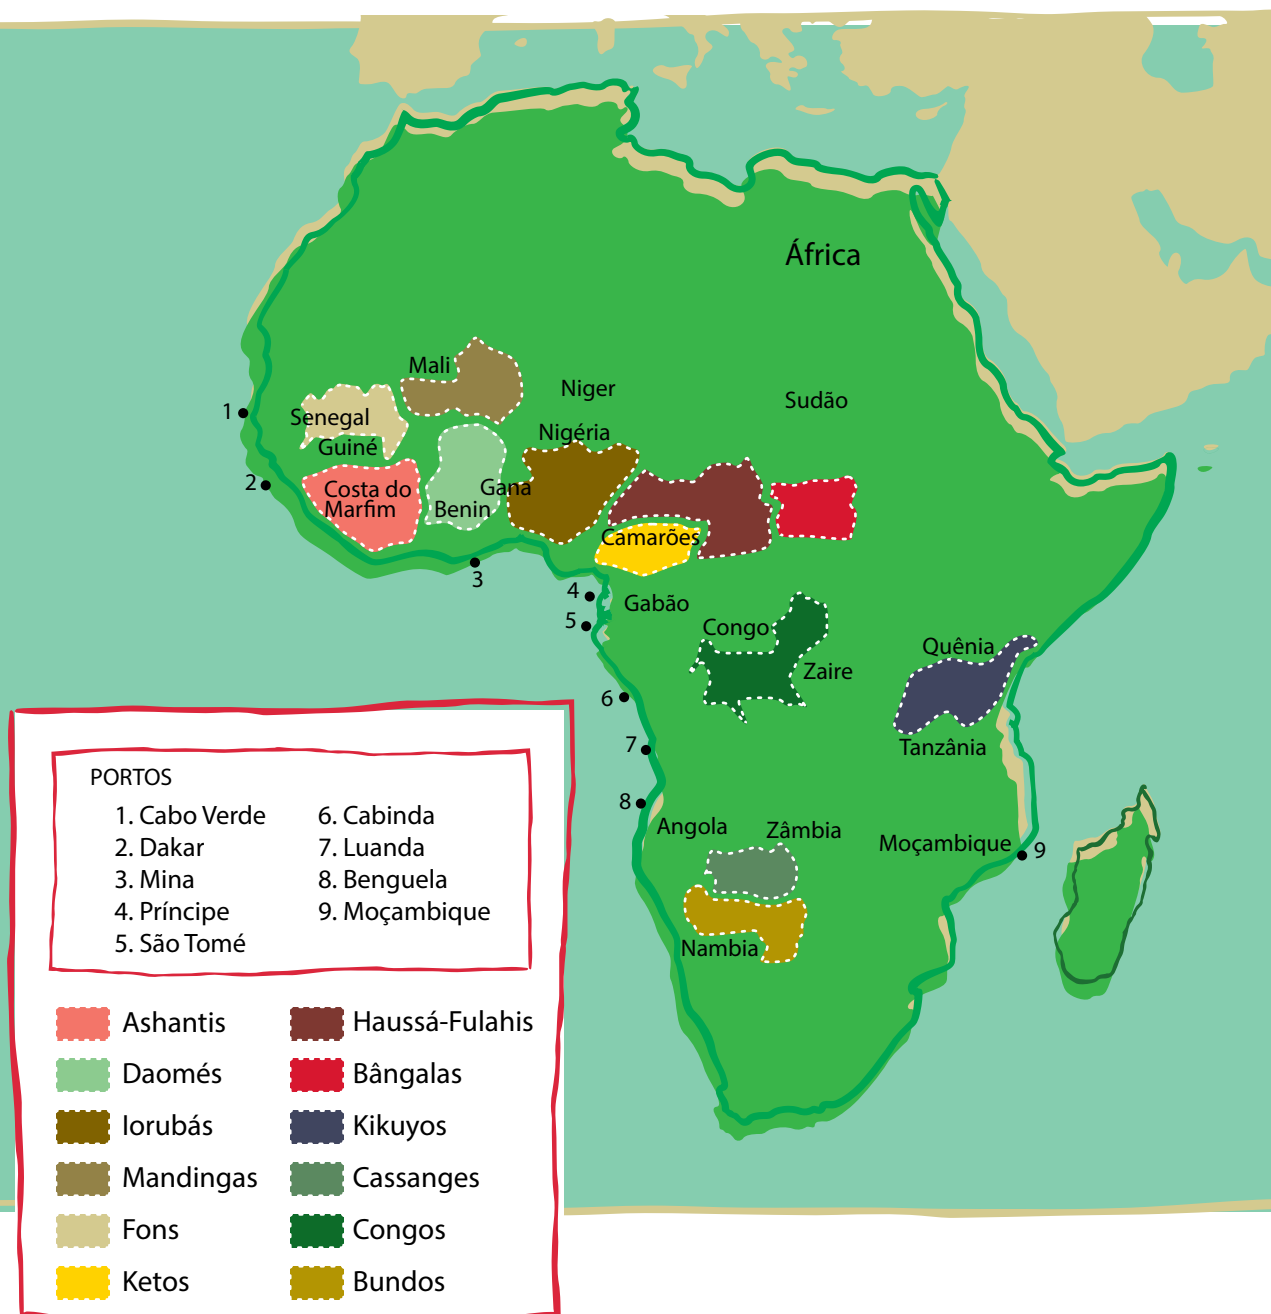 África
Mali
Niger
Sudão
1
Senegal
Nigéria
Guiné
2
Costa do
Marfim
Gana
Benin
Camarões
3
4
Gabão
5
Congo
Quênia
Zaire
6
7
Tanzânia
8
Angola
Zâmbia
Moçambique
9
Nambia
PORTOS
1. Cabo Verde
2. Dakar
3. Mina
4. Príncipe
5. São Tomé
6. Cabinda
7. Luanda
8. Benguela
9. Moçambique
Ashantis
Daomés
Iorubás
Mandingas
Fons
Ketos
Haussá-Fulahis
Bângalas
Kikuyos
Cassanges
Congos
Bundos